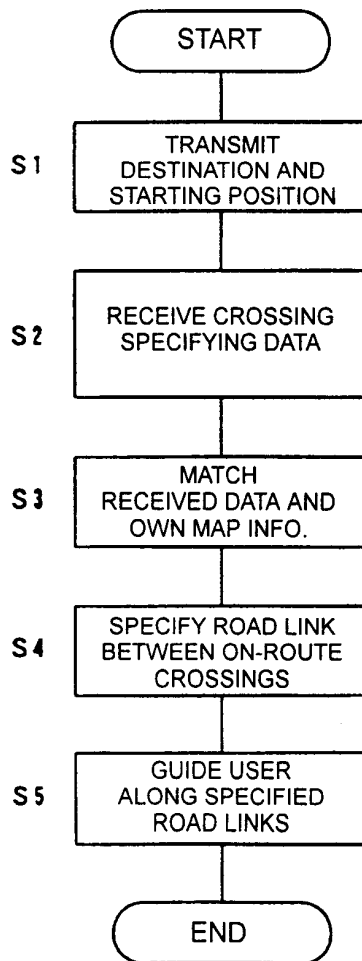 START
S1
TRANSMIT
DESTINATION AND
STARTING POSITION
S2
RECEIVE CROSSING
SPECIFYING DATA
S3
MATCH
RECEIVED DATA AND
OWN MAP INFO.
S4
SPECIFY ROAD LINK
BETWEEN ON-ROUTE
CROSSINGS
S5
GUIDE USER
ALONG SPECIFIED
ROAD LINKS
END